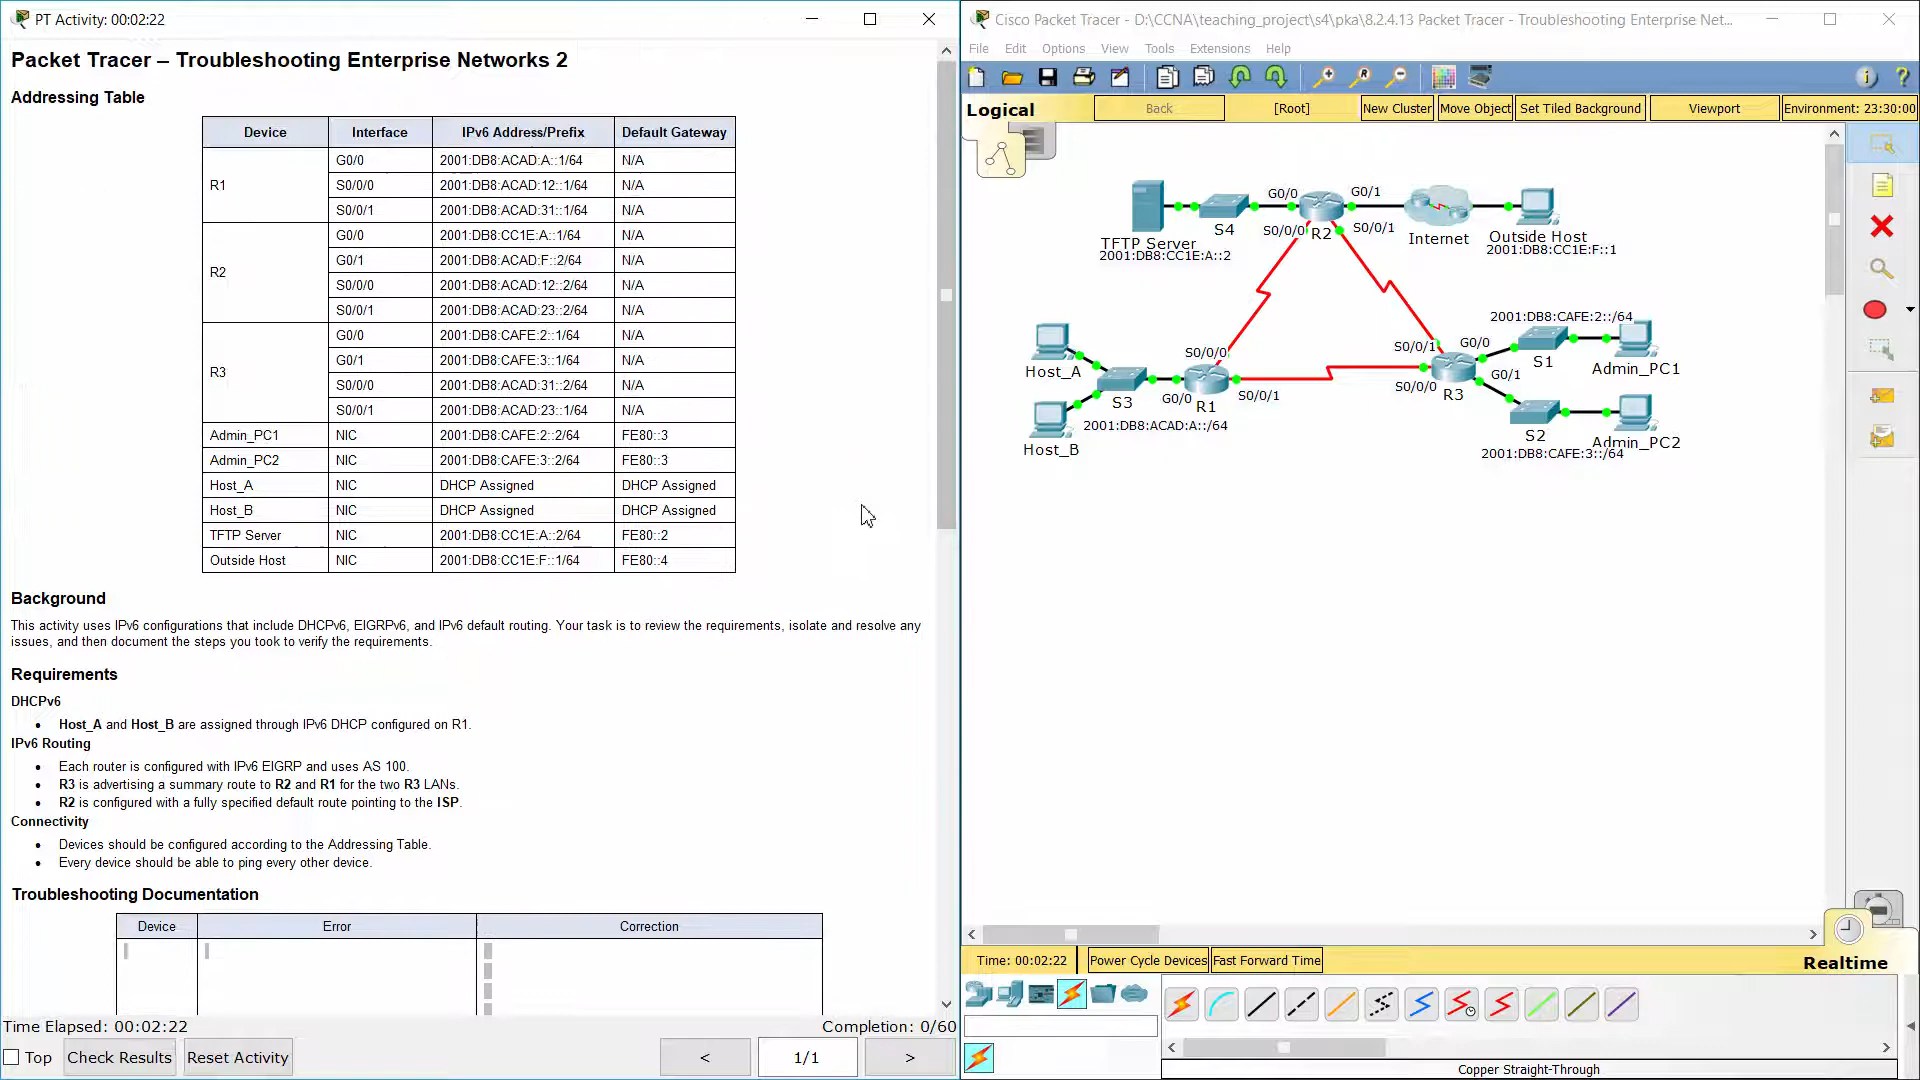 PT Activity: 00:02:22
Packet Tracer – Troubleshooting Enterprise Networks 2
Addressing Table
Device Interface IPv6 Address/Prefix Default Gateway
R1
G0/0 2001:DB8:ACAD:A::1/64 N/A
S0/0/0 2001:DB8:ACAD:12::1/64 N/A
S0/0/1 2001:DB8:ACAD:31::1/64 N/A
R2
G0/0 2001:DB8:CC1E:A::1/64 N/A
G0/1 2001:DB8:ACAD:F::2/64 N/A
S0/0/0 2001:DB8:ACAD:12::2/64 N/A
S0/0/1 2001:DB8:ACAD:23::2/64 N/A
R3
G0/0 2001:DB8:CAFE:2::1/64 N/A
G0/1 2001:DB8:CAFE:3::1/64 N/A
S0/0/0 2001:DB8:ACAD:31::2/64 N/A
S0/0/1 2001:DB8:ACAD:23::1/64 N/A
Admin_PC1 NIC 2001:DB8:CAFE:2::2/64 FE80::3
Admin_PC2 NIC 2001:DB8:CAFE:3::2/64 FE80::3
Host_A NIC DHCP Assigned DHCP Assigned
Host_B NIC DHCP Assigned DHCP Assigned
TFTP Server NIC 2001:DB8:CC1E:A::2/64 FE80::2
Outside Host NIC 2001:DB8:CC1E:F::1/64 FE80::4
Background
This activity uses IPv6 configurations that include DHCPv6, EIGRPv6, and IPv6 default routing. Your task is to review the requirements, isolate and resolve any
issues, and then document the steps you took to verify the requirements.
Requirements
DHCPv6
• Host_A and Host_B are assigned through IPv6 DHCP configured on R1.
IPv6 Routing
• Each router is configured with IPv6 EIGRP and uses AS 100.
• R3 is advertising a summary route to R2 and R1 for the two R3 LANs.
• R2 is configured with a fully specified default route pointing to the ISP.
Connectivity
• Devices should be configured according to the Addressing Table.
• Every device should be able to ping every other device.
Troubleshooting Documentation
Device Error Correction
Time Elapsed: 00:02:22 Completion: 0/60
Top Check Results Reset Activity < 1/1 >
Cisco Packet Tracer - D:\CCNA\teaching_project\s4\pka\8.2.4.13 Packet Tracer - Troubleshooting Enterprise Net...
File Edit Options View Tools Extensions Help
Logical Back [Root] New Cluster Move Object Set Tiled Background Viewport Environment: 23:30:00
G0/0 G0/1
TFTP Server S4 S0/0/0 R2 S0/0/1 Internet Outside Host
2001:DB8:CC1E:A::2 2001:DB8:CC1E:F::1
2001:DB8:CAFE:2::/64
S0/0/0 S0/0/1 G0/0 S1 Admin_PC1
Host_A G0/1
S3 G0/0 R1 S0/0/1 S0/0/0 R3
2001:DB8:ACAD:A::/64 S2 Admin_PC2
Host_B 2001:DB8:CAFE:3::/64
Time: 00:02:22 Power Cycle Devices Fast Forward Time
Realtime
Copper Straight-Through